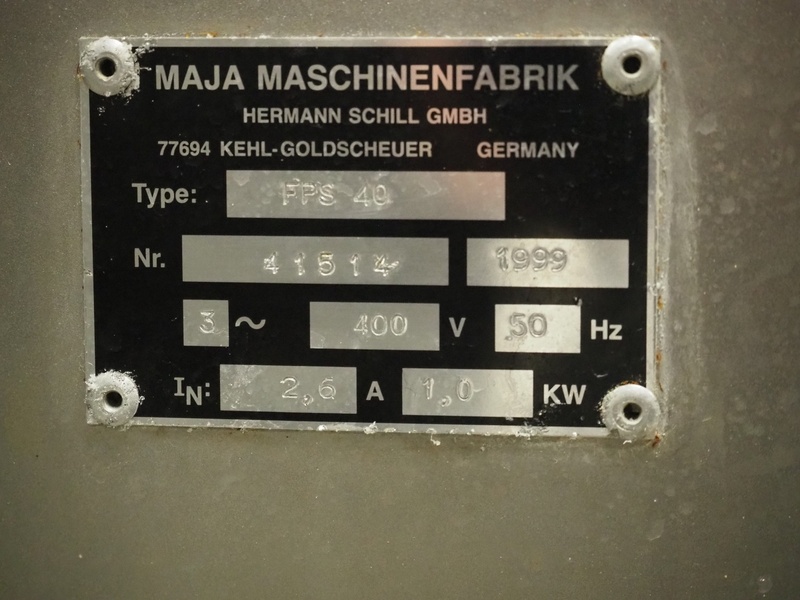 MAJA MASCHINENFABRIK
HERMANN SCHILL GMBH
77694 KEHL-GOLDSCHEUER GERMANY
Type: FPS 40
Nr. 41514 1999
3 ~ 400 V 50 Hz
IN: 2,6 A 1,0 KW